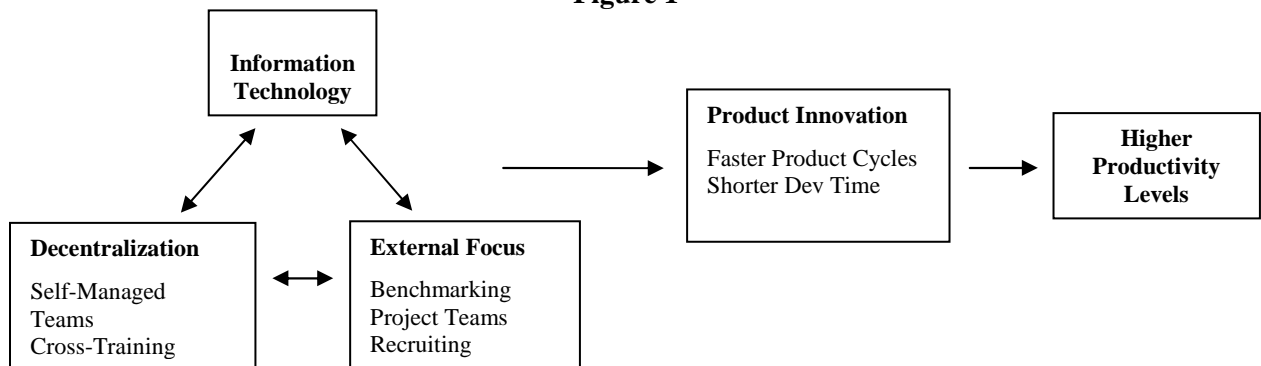 Figure 1
Information
Technology
Product Innovation
Faster Product Cycles
Shorter Dev Time
Higher
Productivity
Levels
Decentralization
Self-Managed
Teams
Cross-Training
External Focus
Benchmarking
Project Teams
Recruiting